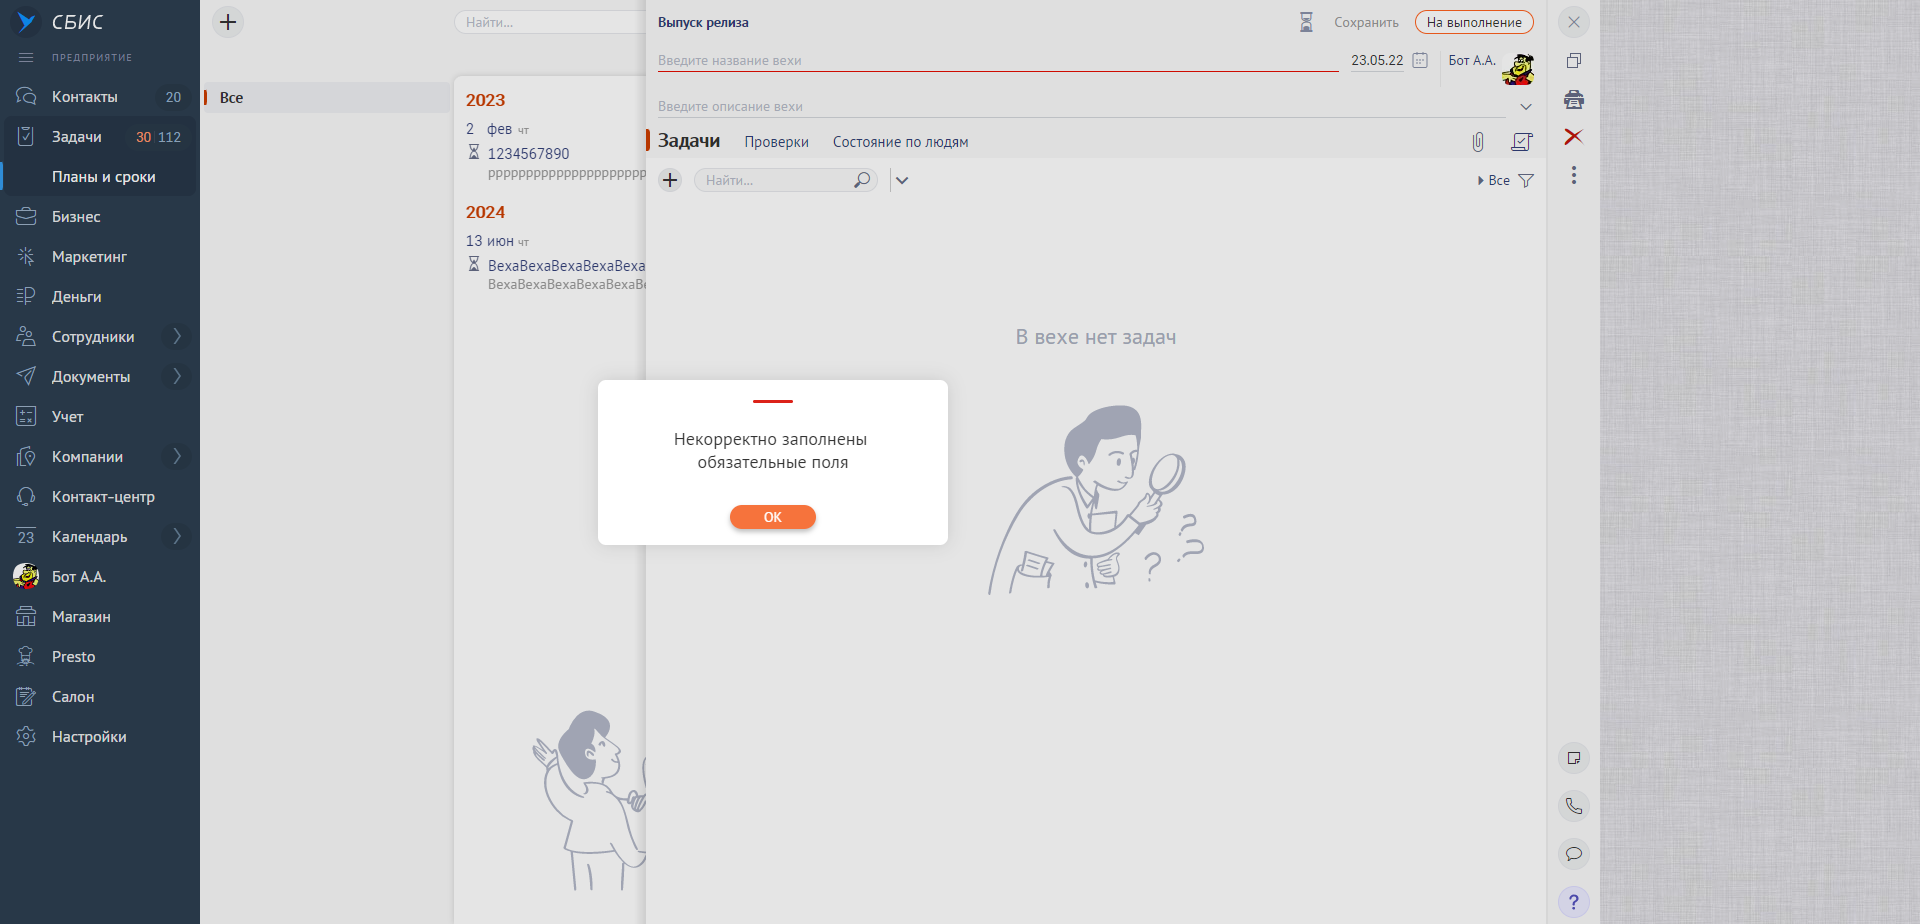 СБИС
ПРЕДПРИЯТИЕ
Контакты 20
Задачи 30 112
Планы и сроки
Бизнес
Маркетинг
Деньги
Сотрудники
Документы
Учет
Компании
Контакт-центр
23 Календарь
Бот А.А.
Магазин
Presto
Салон
Настройки
Все
Найти...
2023
2 фев чт
1234567890
2024
13 июн чт
ВехаВехаВехаВехаВеха
Выпуск релиза
Сохранить
На выполнение
Введите название вехи
23.05.22
Бот А.А.
Введите описание вехи
Задачи Проверки Состояние по людям
Найти...
Все
В вехе нет задач
Некорректно заполнены
обязательные поля
ОК
?